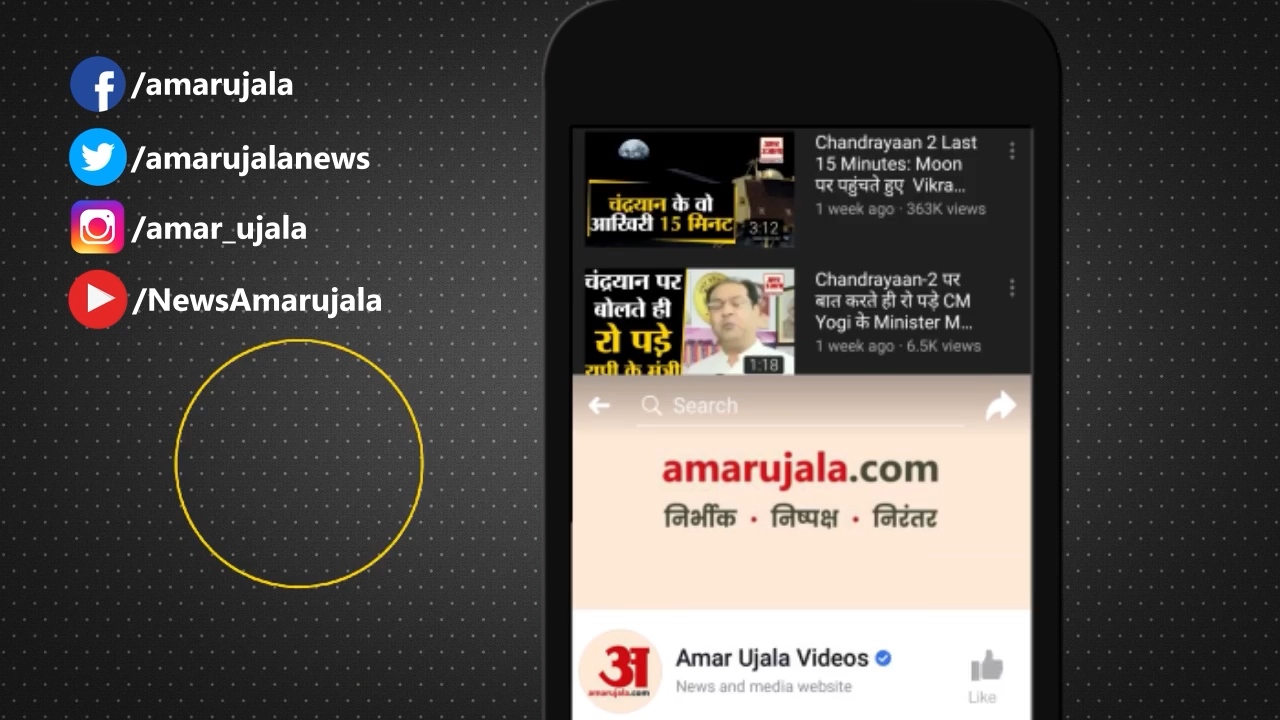 /amarujala
/amarujalanews
/amar_ujala
/NewsAmarujala
चंद्रयान के वो
आखिरी 15 मिनट
3:12
Chandrayaan 2 Last
15 Minutes: Moon
पर पहुंचते हुए Vikra...
1 week ago · 363K views
चंद्रयान पर
बोलते ही
रो पड़े
यूपी के मंत्री
1:18
Chandrayaan-2 पर
बात करते ही रो पड़े CM
Yogi के Minister M...
1 week ago · 6.5K views
Search
amarujala.com
निर्भीक • निष्पक्ष • निरंतर
अ
amarujala.com
Amar Ujala Videos
News and media website
Like